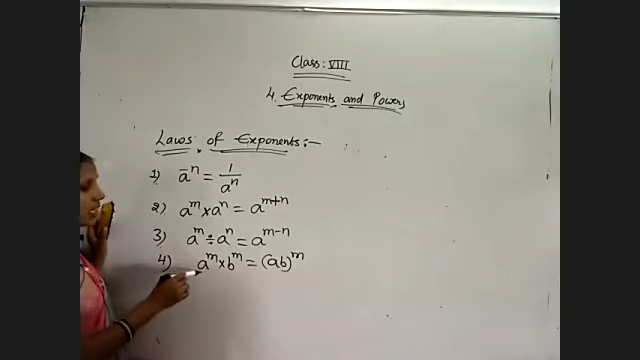 Class: VIII
4. Exponents and Powers
Laws of Exponents:-
1) a⁻ⁿ = 1/aⁿ
2) aᵐ × aⁿ = aᵐ⁺ⁿ
3) aᵐ ÷ aⁿ = aᵐ⁻ⁿ
4) aᵐ × bᵐ = (ab)ᵐ